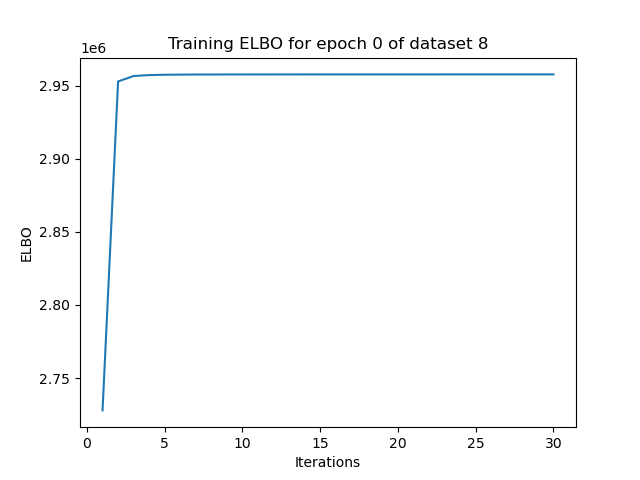 Training ELBO for epoch 0 of dataset 8
1e6
2.95
2.90
2.85
2.80
2.75
ELBO
0 5 10 15 20 25 30
Iterations